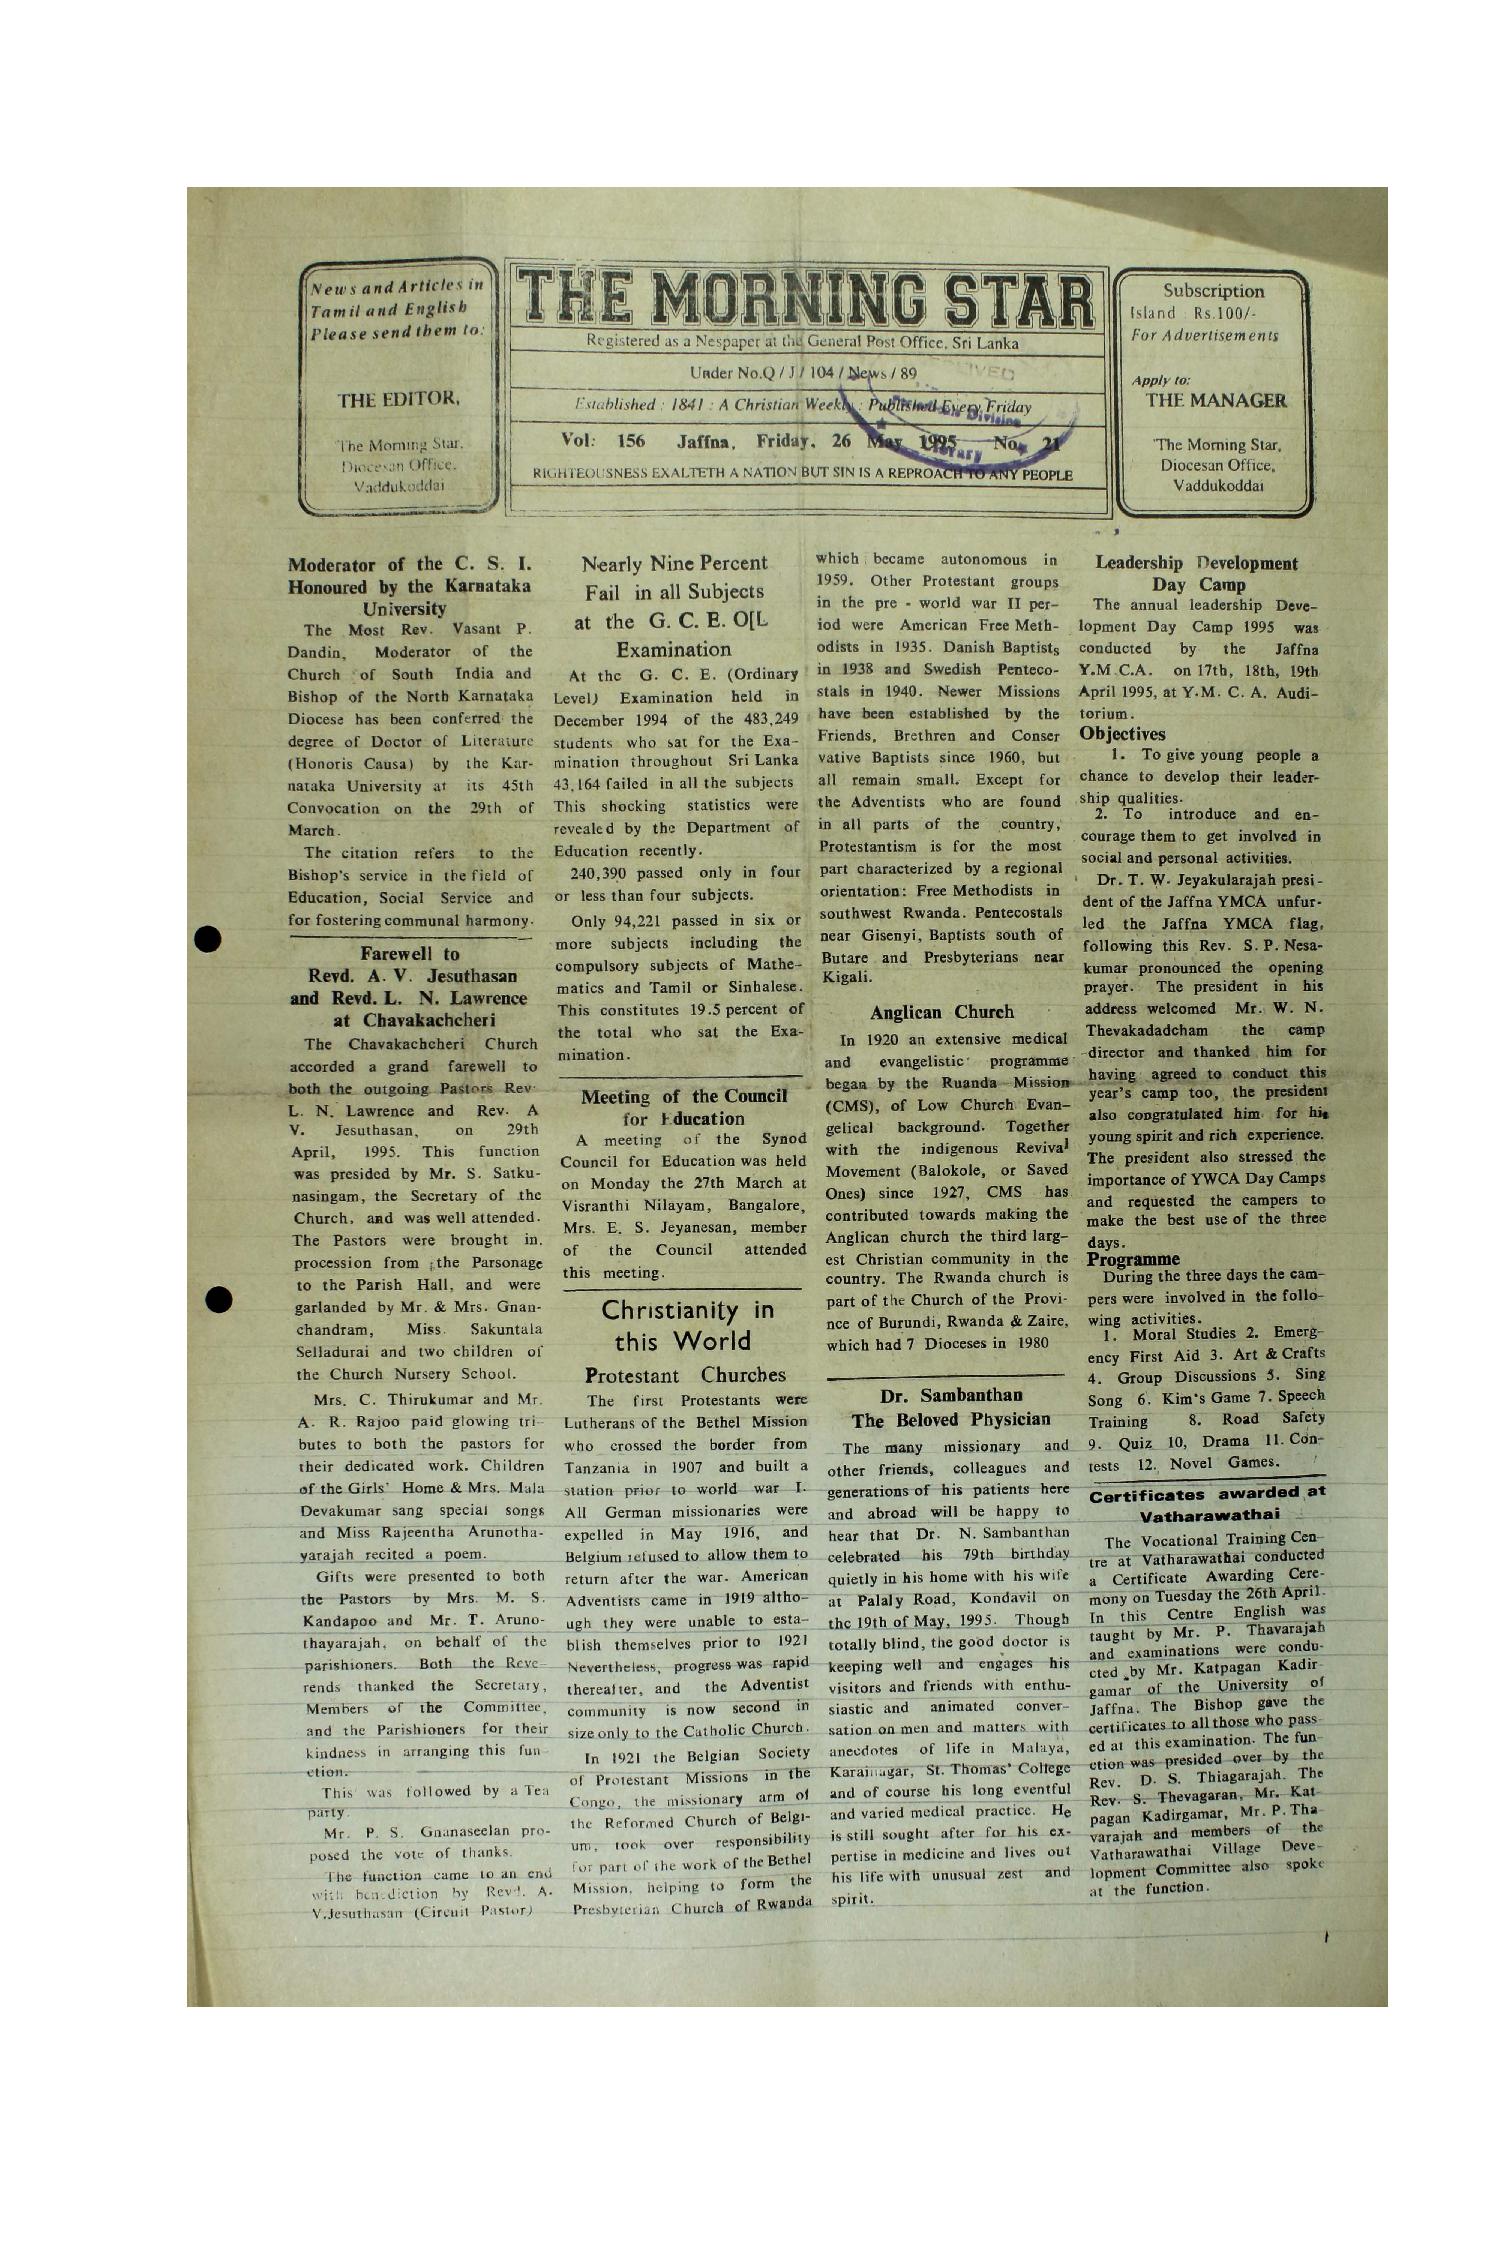 News and Articles in
Tamil and English
Please send them to:
THE EDITOR,
The Morning Star.
Diocesan Office.
Vaddukoddai
THE MORNING STAR
Registered as a Nespaper at the General Post Office, Sri Lanka
Under No.Q / J / 104 / News / 89
Established : 1841 : A Christian Weekly : Published Every Friday
Vol: 156 Jaffna, Friday, 26 May 1995 No. 21
RIGHTEOUSNESS EXALTETH A NATION BUT SIN IS A REPROACH TO ANY PEOPLE
Subscription
Island Rs.100/-
For Advertisements
Apply to:
THE MANAGER
The Morning Star,
Diocesan Office,
Vaddukoddai
Moderator of the C. S. I.
Honoured by the Karnataka
University
The Most Rev. Vasant P.
Dandin, Moderator of the
Church of South India and
Bishop of the North Karnataka
Diocese has been conferred the
degree of Doctor of Literature
(Honoris Causa) by the Kar-
nataka University at its 45th
Convocation on the 29th of
March.
The citation refers to the
Bishop's service in the field of
Education, Social Service and
for fostering communal harmony.
Farewell to
Revd. A. V. Jesuthasan
and Revd. L. N. Lawrence
at Chavakachcheri
The Chavakachcheri Church
accorded a grand farewell to
both the outgoing Pastors Rev.
L. N. Lawrence and Rev. A
V. Jesuthasan, on 29th
April, 1995. This function
was presided by Mr. S. Satku-
nasingam, the Secretary of the
Church, and was well attended.
The Pastors were brought in.
procession from the Parsonage
to the Parish Hall, and were
garlanded by Mr. & Mrs. Gnan-
chandram, Miss. Sakuntala
Selladurai and two children of
the Church Nursery School.
Mrs. C. Thirukumar and Mr.
A. R. Rajoo paid glowing tri-
butes to both the pastors for
their dedicated work. Children
of the Girls' Home & Mrs. Mala
Devakumar sang special songs
and Miss Rajeentha Arunotha-
yarajah recited a poem.
Gifts were presented to both
the Pastors by Mrs. M. S.
Kandapoo and Mr. T. Aruno-
thayarajah, on behalf of the
parishioners. Both the Reve-
rends thanked the Secretary,
Members of the Committee,
and the Parishioners for their
kindness in arranging this fun-
ction.
This was followed by a Tea
party.
Mr. P. S. Gnanaseelan pro-
posed the vote of thanks.
The function came to an end
with benediction by Revd. A.
V.Jesuthasan (Circuit Pastor)
Nearly Nine Percent
Fail in all Subjects
at the G. C. E. O[L
Examination
At the G. C. E. (Ordinary
Level) Examination held in
December 1994 of the 483,249
students who sat for the Exa-
mination throughout Sri Lanka
43,164 failed in all the subjects
This shocking statistics were
revealed by the Department of
Education recently.
240,390 passed only in four
or less than four subjects.
Only 94,221 passed in six or
more subjects including the
compulsory subjects of Mathe-
matics and Tamil or Sinhalese.
This constitutes 19.5 percent of
the total who sat the Exa-
mination.
Meeting of the Council
for Education
A meeting of the Synod
Council for Education was held
on Monday the 27th March at
Visranthi Nilayam, Bangalore,
Mrs. E. S. Jeyanesan, member
of the Council attended
this meeting.
Christianity in
this World
Protestant Churches
The first Protestants were
Lutherans of the Bethel Mission
who crossed the border from
Tanzania in 1907 and built a
station prior to world war I.
All German missionaries were
expelled in May 1916, and
Belgium refused to allow them to
return after the war. American
Adventists came in 1919 altho-
ugh they were unable to esta-
blish themselves prior to 1921
Nevertheless, progress was rapid
thereafter, and the Adventist
community is now second in
size only to the Catholic Church.
In 1921 the Belgian Society
of Protestant Missions in the
Congo, the missionary arm of
the Reformed Church of Belgi-
um, took over responsibility
for part of the work of the Bethel
Mission, helping to form the
Presbyterian Church of Rwanda
which became autonomous in
1959. Other Protestant groups
in the pre - world war II per-
iod were American Free Meth-
odists in 1935. Danish Baptists
in 1938 and Swedish Penteco-
stals in 1940. Newer Missions
have been established by the
Friends, Brethren and Conser
vative Baptists since 1960, but
all remain small. Except for
the Adventists who are found
in all parts of the country,
Protestantism is for the most
part characterized by a regional
orientation: Free Methodists in
southwest Rwanda. Pentecostals
near Gisenyi, Baptists south of
Butare and Presbyterians near
Kigali.
Anglican Church
In 1920 an extensive medical
and evangelistic programme
began by the Ruanda Mission
(CMS), of Low Church Evan-
gelical background. Together
with the indigenous Revival
Movement (Balokole, or Saved
Ones) since 1927, CMS has
contributed towards making the
Anglican church the third larg-
est Christian community in the
country. The Rwanda church is
part of the Church of the Provi-
nce of Burundi, Rwanda & Zaire,
which had 7 Dioceses in 1980
Dr. Sambanthan
The Beloved Physician
The many missionary and
other friends, colleagues and
generations of his patients here
and abroad will be happy to
hear that Dr. N. Sambanthan
celebrated his 79th birthday
quietly in his home with his wife
at Palaly Road, Kondavil on
the 19th of May, 1995. Though
totally blind, the good doctor is
keeping well and engages his
visitors and friends with enthu-
siastic and animated conver-
sation on men and matters with
anecdotes of life in Malaya,
Karainagar, St. Thomas' College
and of course his long eventful
and varied medical practice. He
is still sought after for his ex-
pertise in medicine and lives out
his life with unusual zest and
spirit.
Leadership Development
Day Camp
The annual leadership Deve-
lopment Day Camp 1995 was
conducted by the Jaffna
Y.M.C.A. on 17th, 18th, 19th
April 1995, at Y.M. C. A. Audi-
torium.
Objectives
1. To give young people a
chance to develop their leader-
ship qualities.
2. To introduce and en-
courage them to get involved in
social and personal activities.
Dr. T. W. Jeyakularajah presi-
dent of the Jaffna YMCA unfur-
led the Jaffna YMCA flag,
following this Rev. S. P. Nesa-
kumar pronounced the opening
prayer. The president in his
address welcomed Mr. W. N.
Thevakadadcham the camp
director and thanked him for
having agreed to conduct this
year's camp too, the president
also congratulated him for his
young spirit and rich experience.
The president also stressed the
importance of YWCA Day Camps
and requested the campers to
make the best use of the three
days.
Programme
During the three days the cam-
pers were involved in the follo-
wing activities.
1. Moral Studies 2. Emerg-
ency First Aid 3. Art & Crafts
4. Group Discussions 5. Sing
Song 6. Kim's Game 7. Speech
Training 8. Road Safety
9. Quiz 10, Drama 11. Con-
tests 12. Novel Games.
Certificates awarded at
Vatharawathai
The Vocational Training Cen-
tre at Vatharawathai conducted
a Certificate Awarding Cere-
mony on Tuesday the 26th April.
In this Centre English was
taught by Mr. P. Thavarajah
and examinations were condu-
cted by Mr. Katpagan Kadir
gamar of the University of
Jaffna. The Bishop gave the
certificates to all those who pass
ed at this examination. The fun-
ction was presided over by the
Rev. D. S. Thiagarajah. The
Rev. S. Thevagaran, Mr. Kat-
pagan Kadirgamar, Mr. P. Tha-
varajah and members of the
Vatharawathai Village Deve-
lopment Committee also spoke
at the function.